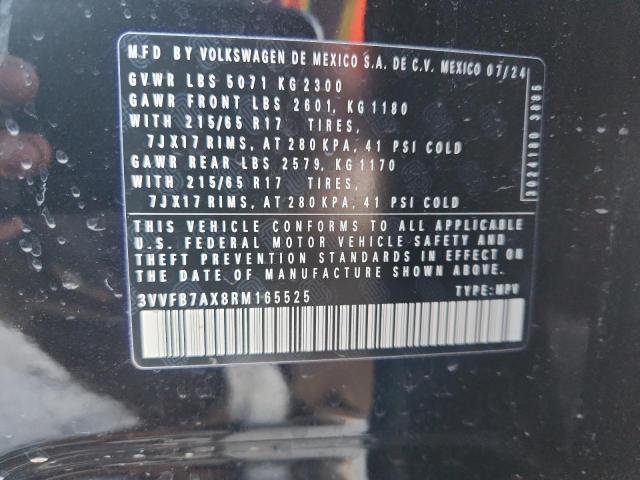 MFD BY VOLKSWAGEN DE MEXICO S.A. DE C.V. MEXICO 07/24
GVWR LBS 5071 KG 2300
GAWR FRONT LBS 2601, KG 1180
WITH 215/65 R17 TIRES,
7JX17 RIMS, AT 280 KPA, 41 PSI COLD
GAWR REAR LBS 2579, KG 1170
WITH 215/65 R17 TIRES,
7JX17 RIMS, AT 280 KPA, 41 PSI COLD
THIS VEHICLE CONFORMS TO ALL APPLICABLE
U.S. FEDERAL MOTOR VEHICLE SAFETY AND
THEFT PREVENTION STANDARDS IN EFFECT ON
THE DATE OF MANUFACTURE SHOWN ABOVE.
3VVFB7AX8RM165525 TYPE: MPV